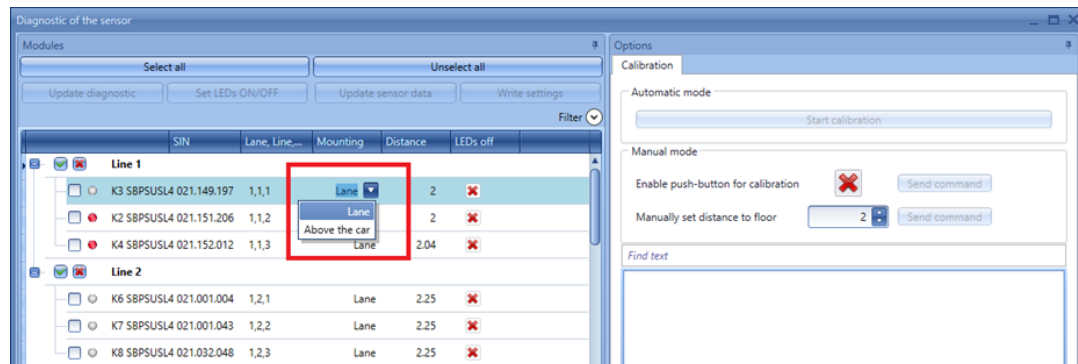 Diagnostic of the sensor
Modules
Select all
Unselect all
Update diagnostic
Set LEDs ON/OFF
Update sensor data
Write settings
Filter
SIN
Lane, Line,...
Mounting
Distance
LEDs off
Line 1
K3 SBPSUSL4 021.149.197 1,1,1 Lane 2
K2 SBPSUSL4 021.151.206 1,1,2 Lane 2
Above the car
K4 SBPSUSL4 021.152.012 1,1,3 Lane 2.04
Line 2
K6 SBPSUSL4 021.001.004 1,2,1 Lane 2.25
K7 SBPSUSL4 021.001.043 1,2,2 Lane 2.25
K8 SBPSUSL4 021.032.048 1,2,3 Lane 2.25
Options
Calibration
Automatic mode
Start calibration
Manual mode
Enable push-button for calibration
Send command
Manually set distance to floor 2
Send command
Find text